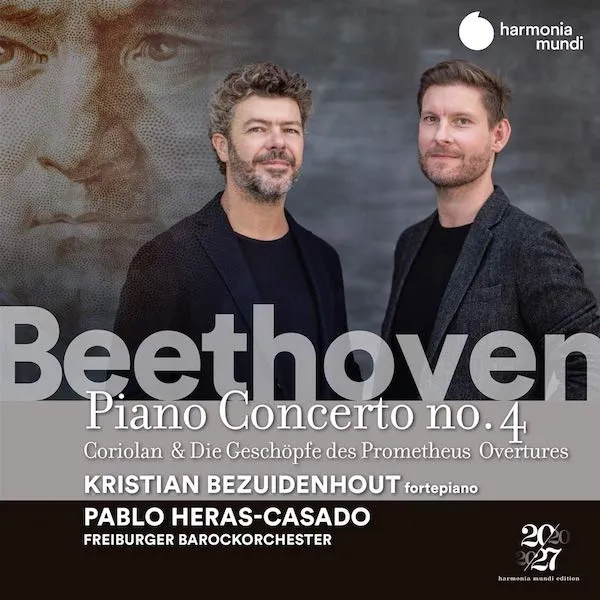 harmonia
mundi
Beethoven
Piano Concerto no. 4
Coriolan & Die Geschöpfe des Prometheus Overtures
KRISTIAN BEZUIDENHOUT fortepiano
PABLO HERAS-CASADO
FREIBURGER BAROCKORCHESTER
20/20
20/27
harmonia mundi edition